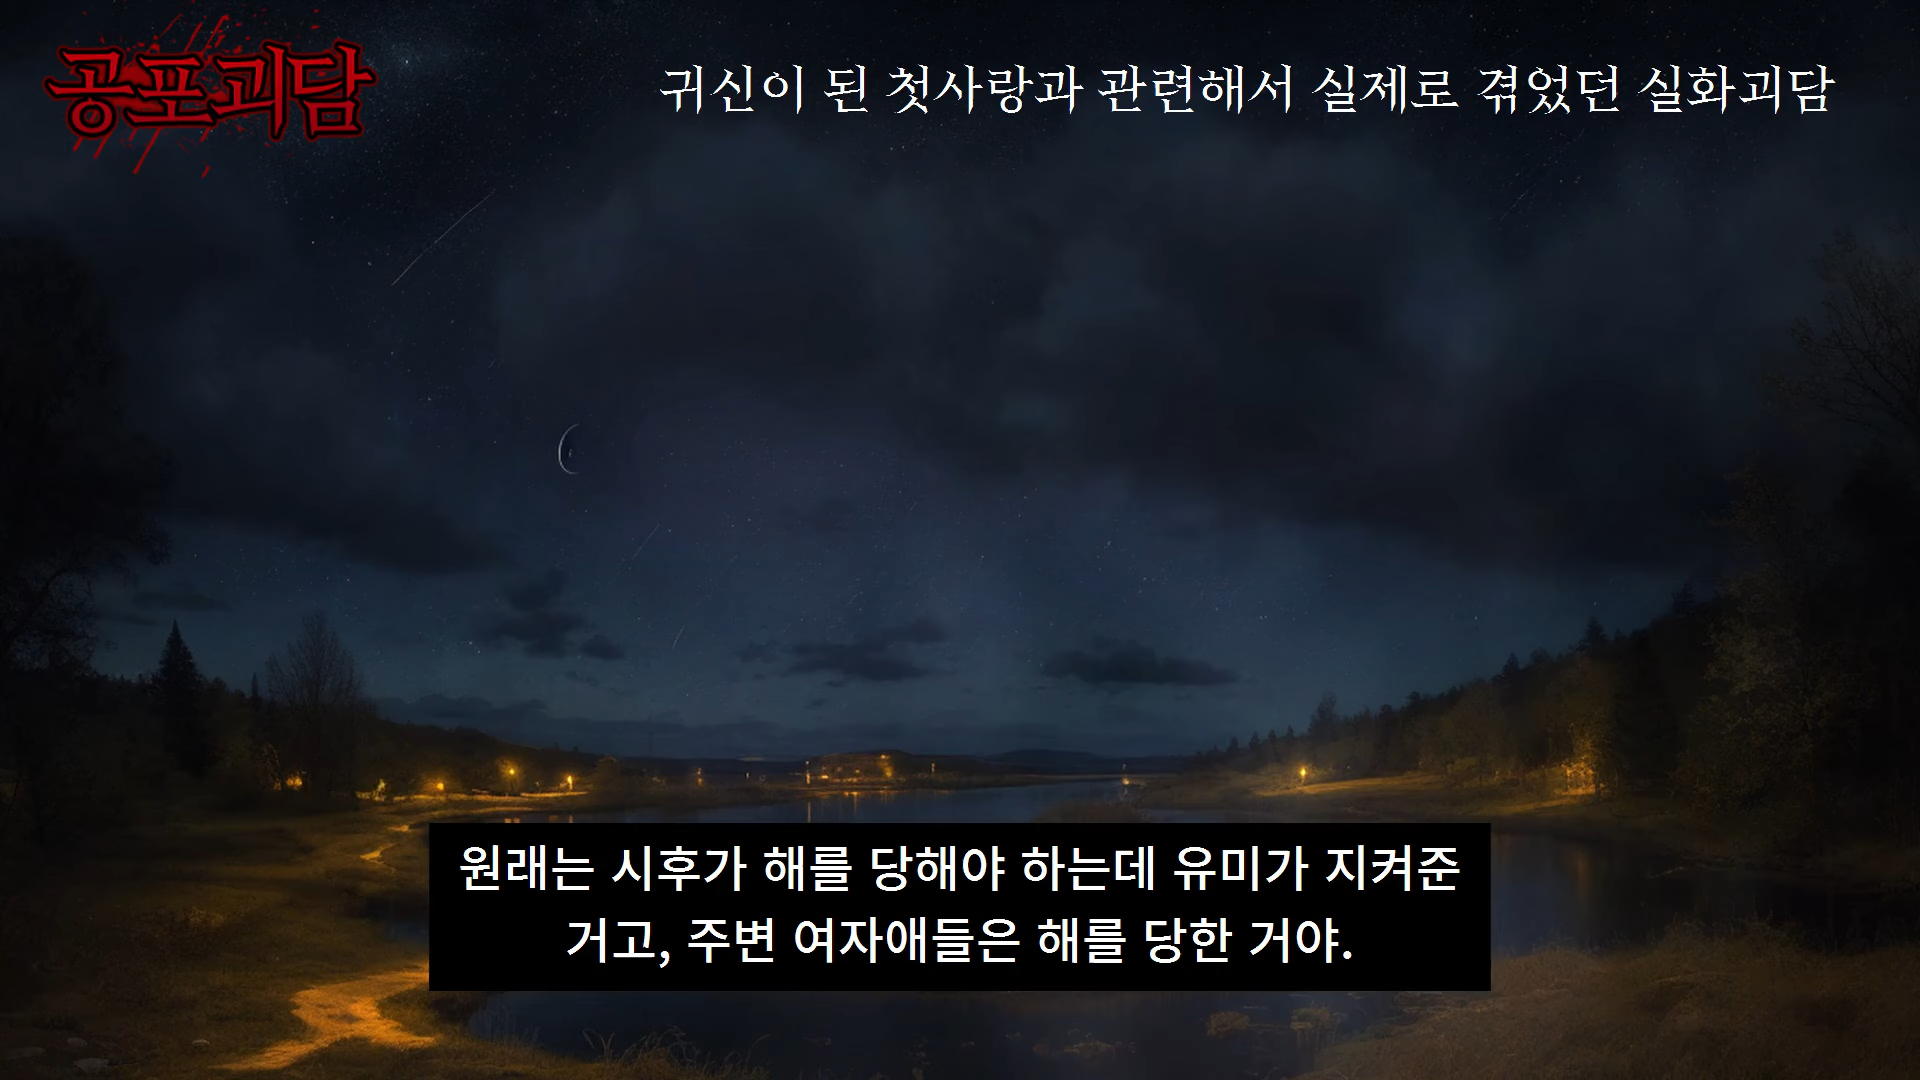 공포괴담
귀신이 된 첫사랑과 관련해서 실제로 겪었던 실화괴담
원래는 시후가 해를 당해야 하는데 유미가 지켜준
거고, 주변 여자애들은 해를 당한 거야.